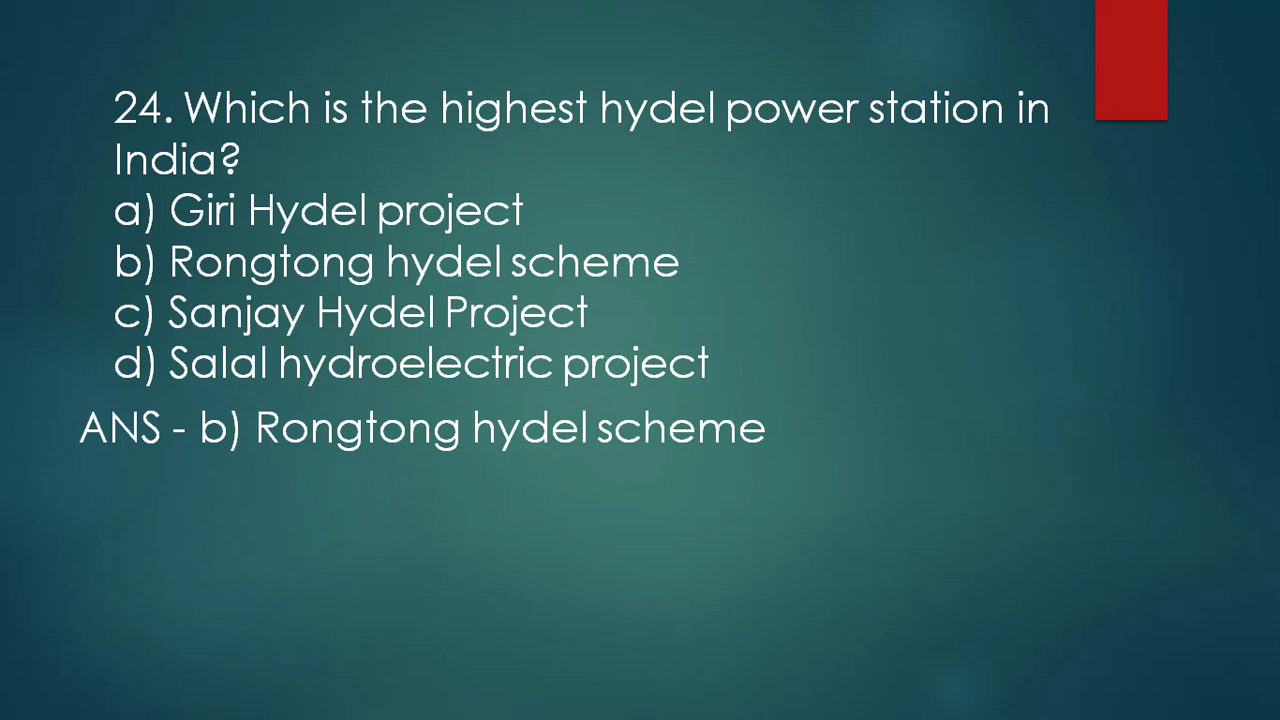 24. Which is the highest hydel power station in
India?
a) Giri Hydel project
b) Rongtong hydel scheme
c) Sanjay Hydel Project
d) Salal hydroelectric project
ANS - b) Rongtong hydel scheme